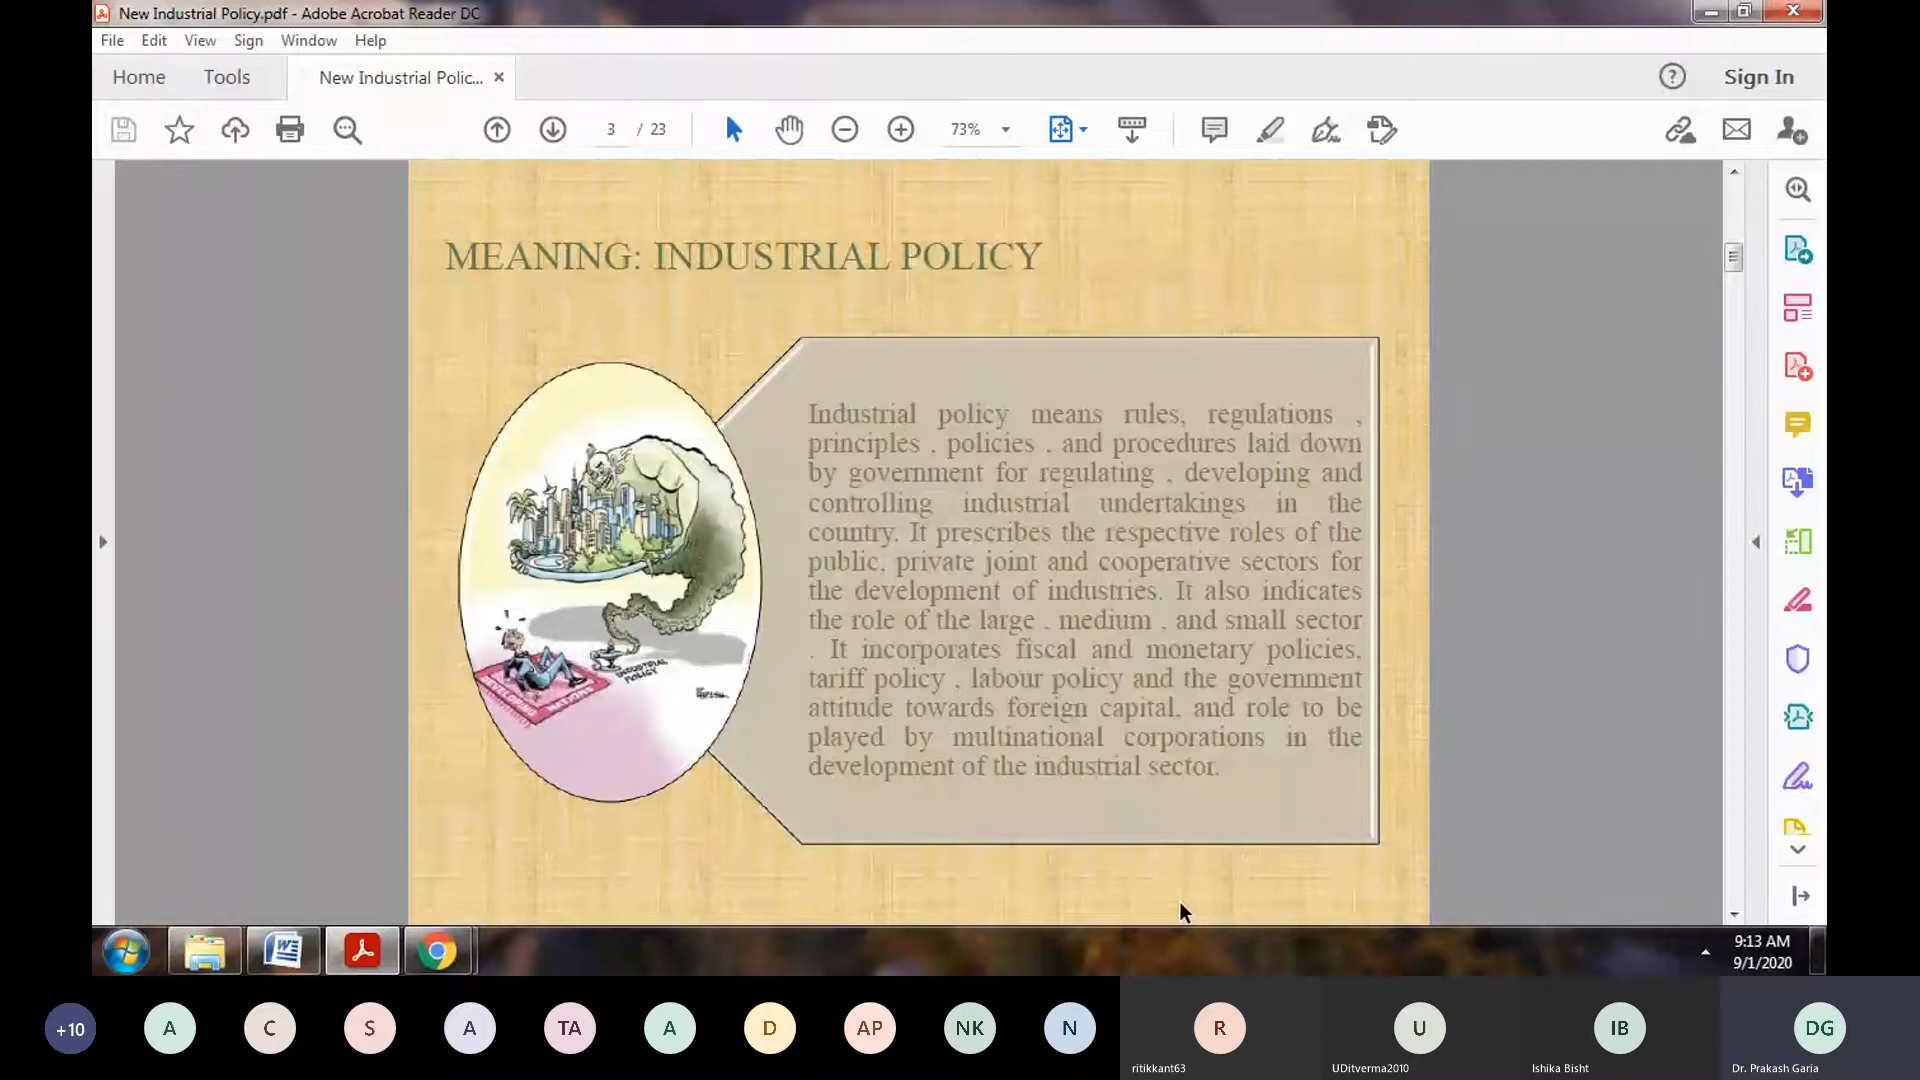 New Industrial Policy.pdf - Adobe Acrobat Reader DC
File Edit View Sign Window Help
Home Tools New Industrial Polic... × Sign In
3 / 23 73%
MEANING: INDUSTRIAL POLICY
Industrial policy means rules, regulations ,
principles , policies , and procedures laid down
by government for regulating , developing and
controlling industrial undertakings in the
country. It prescribes the respective roles of the
public, private joint and cooperative sectors for
the development of industries. It also indicates
the role of the large , medium , and small sector
. It incorporates fiscal and monetary policies,
tariff policy , labour policy and the government
attitude towards foreign capital, and role to be
played by multinational corporations in the
development of the industrial sector.
INDUSTRIAL
POLICY
DEVELOPING NATIONS
9:13 AM
9/1/2020
+10 A C S A TA A D AP NK N R U IB DG
ritikkant63 UDitverma2010 Ishika Bisht Dr. Prakash Garia